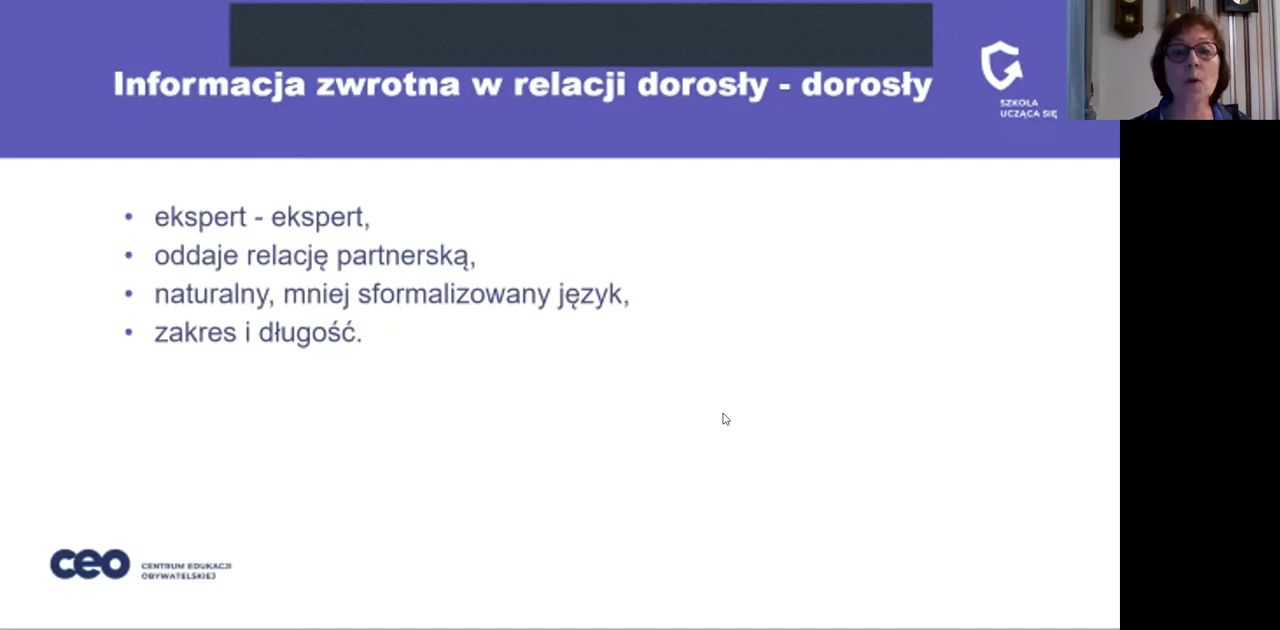 Informacja zwrotna w relacji dorosły - dorosły
SZKOŁA
UCZĄCA SIĘ
• ekspert - ekspert,
• oddaje relację partnerską,
• naturalny, mniej sformalizowany język,
• zakres i długość.
ceo
CENTRUM EDUKACJI
OBYWATELSKIEJ